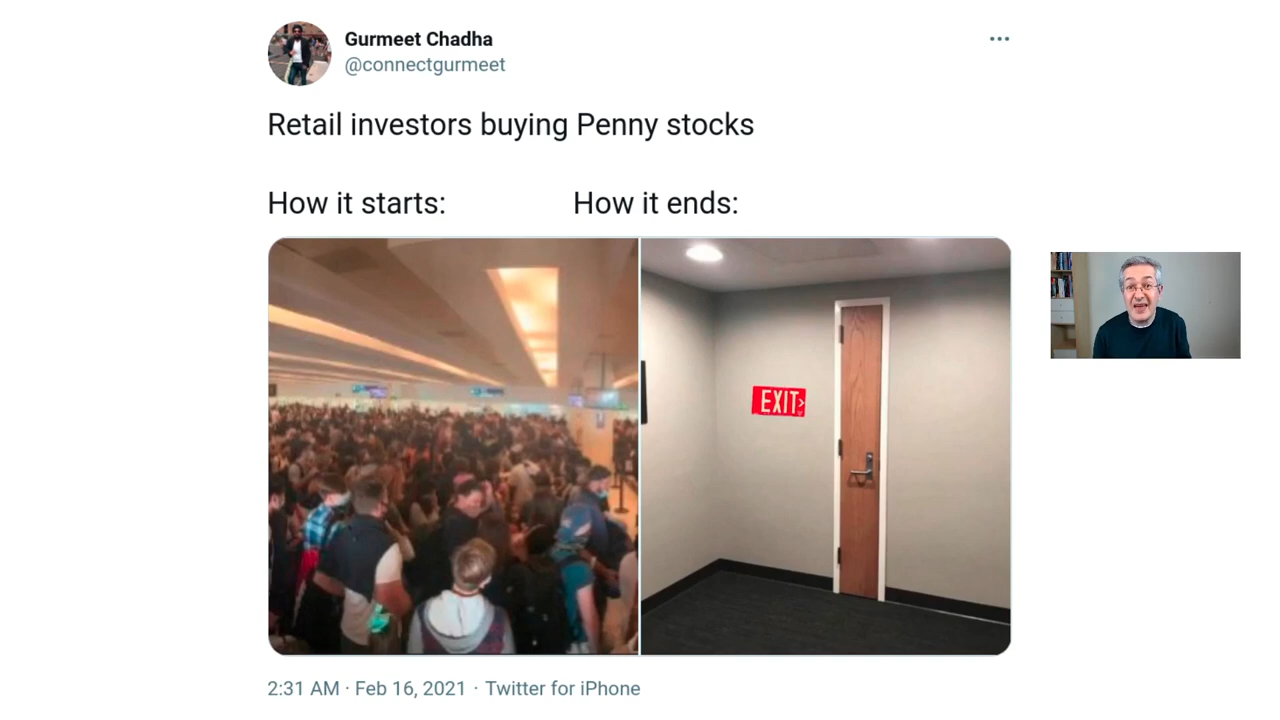 Gurmeet Chadha
@connectgurmeet
Retail investors buying Penny stocks
How it starts: How it ends:
EXIT>
2:31 AM · Feb 16, 2021 · Twitter for iPhone